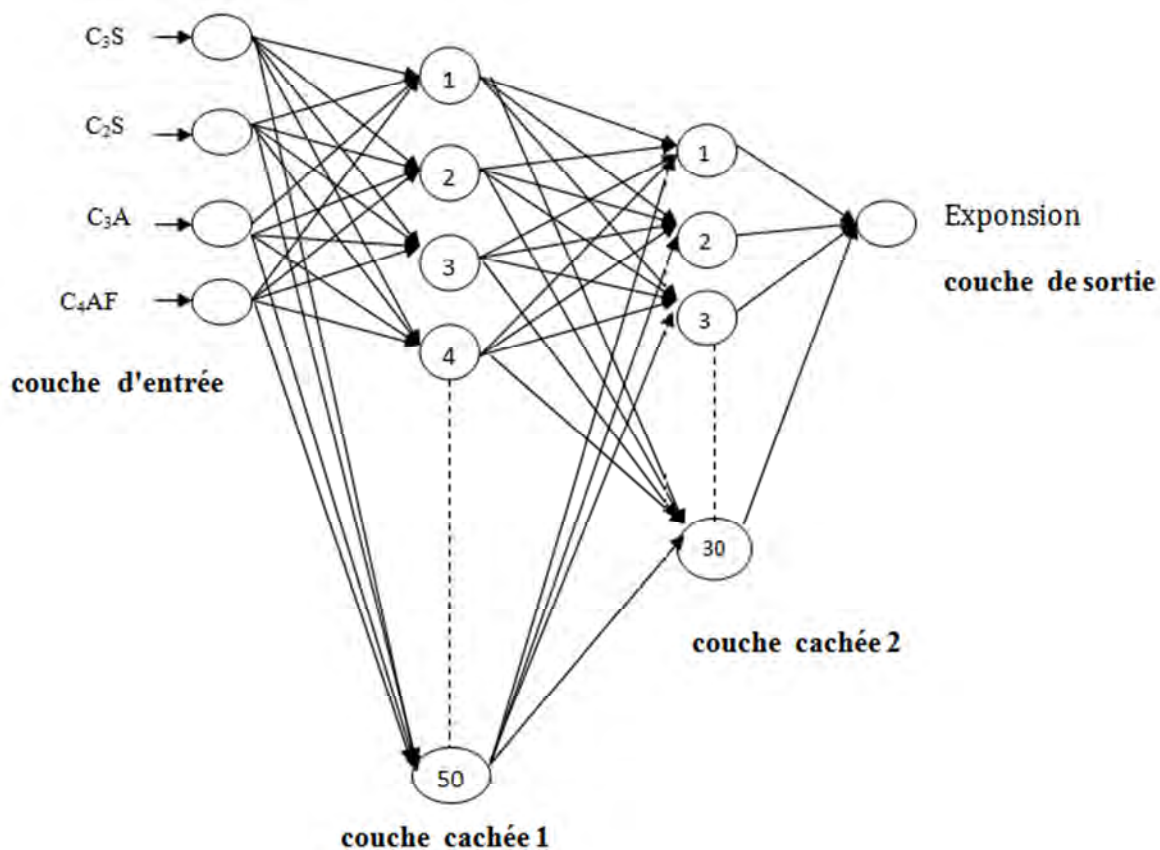 C₃S
C₂S
C₃A
C₄AF
couche d'entrée
1
2
3
4
50
couche cachée 1
1
2
3
30
couche cachée 2
Exponsion
couche de sortie